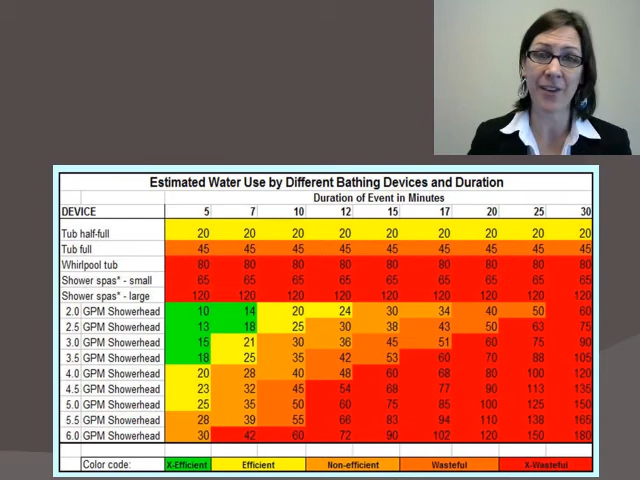 Estimated Water Use by Different Bathing Devices and Duration
Duration of Event in Minutes
DEVICE 5 7 10 12 15 17 20 25 30
Tub half-full 20 20 20 20 20 20 20 20 20
Tub full 45 45 45 45 45 45 45 45 45
Whirlpool tub 80 80 80 80 80 80 80 80 80
Shower spas* - small 65 65 65 65 65 65 65 65 65
Shower spas* - large 120 120 120 120 120 120 120 120 120
2.0 GPM Showerhead 10 14 20 24 30 34 40 50 60
2.5 GPM Showerhead 13 18 25 30 38 43 50 63 75
3.0 GPM Showerhead 15 21 30 36 45 51 60 75 90
3.5 GPM Showerhead 18 25 35 42 53 60 70 88 105
4.0 GPM Showerhead 20 28 40 48 60 68 80 100 120
4.5 GPM Showerhead 23 32 45 54 68 77 90 113 135
5.0 GPM Showerhead 25 35 50 60 75 85 100 125 150
5.5 GPM Showerhead 28 39 55 66 83 94 110 138 165
6.0 GPM Showerhead 30 42 60 72 90 102 120 150 180
Color code: X-Efficient Efficient Non-efficient Wasteful X-Wasteful